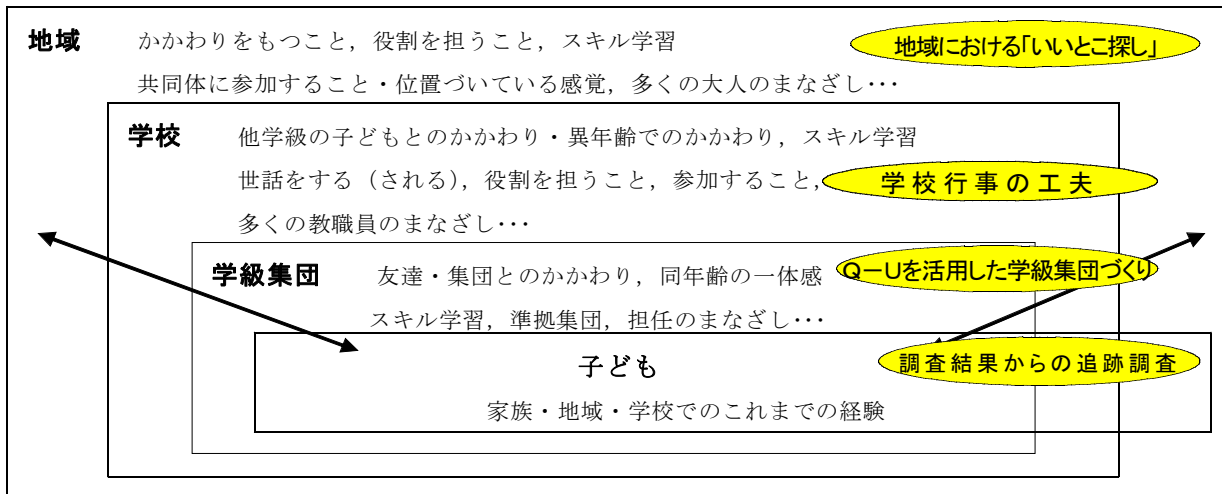 地域　かかわりをもつこと，役割を担うこと，スキル学習
地域における「いいとこ探し」
共同体に参加すること・位置づいている感覚，多くの大人のまなざし･･･
学校　他学級の子どもとのかかわり・異年齢でのかかわり，スキル学習
世話をする（される），役割を担うこと，参加すること，
学校行事の工夫
多くの教職員のまなざし･･･
学級集団　友達・集団とのかかわり，同年齢の一体感
Ｑ－Ｕを活用した学級集団づくり
スキル学習，準拠集団，担任のまなざし･･･
子ども
調査結果からの追跡調査
家族・地域・学校でのこれまでの経験